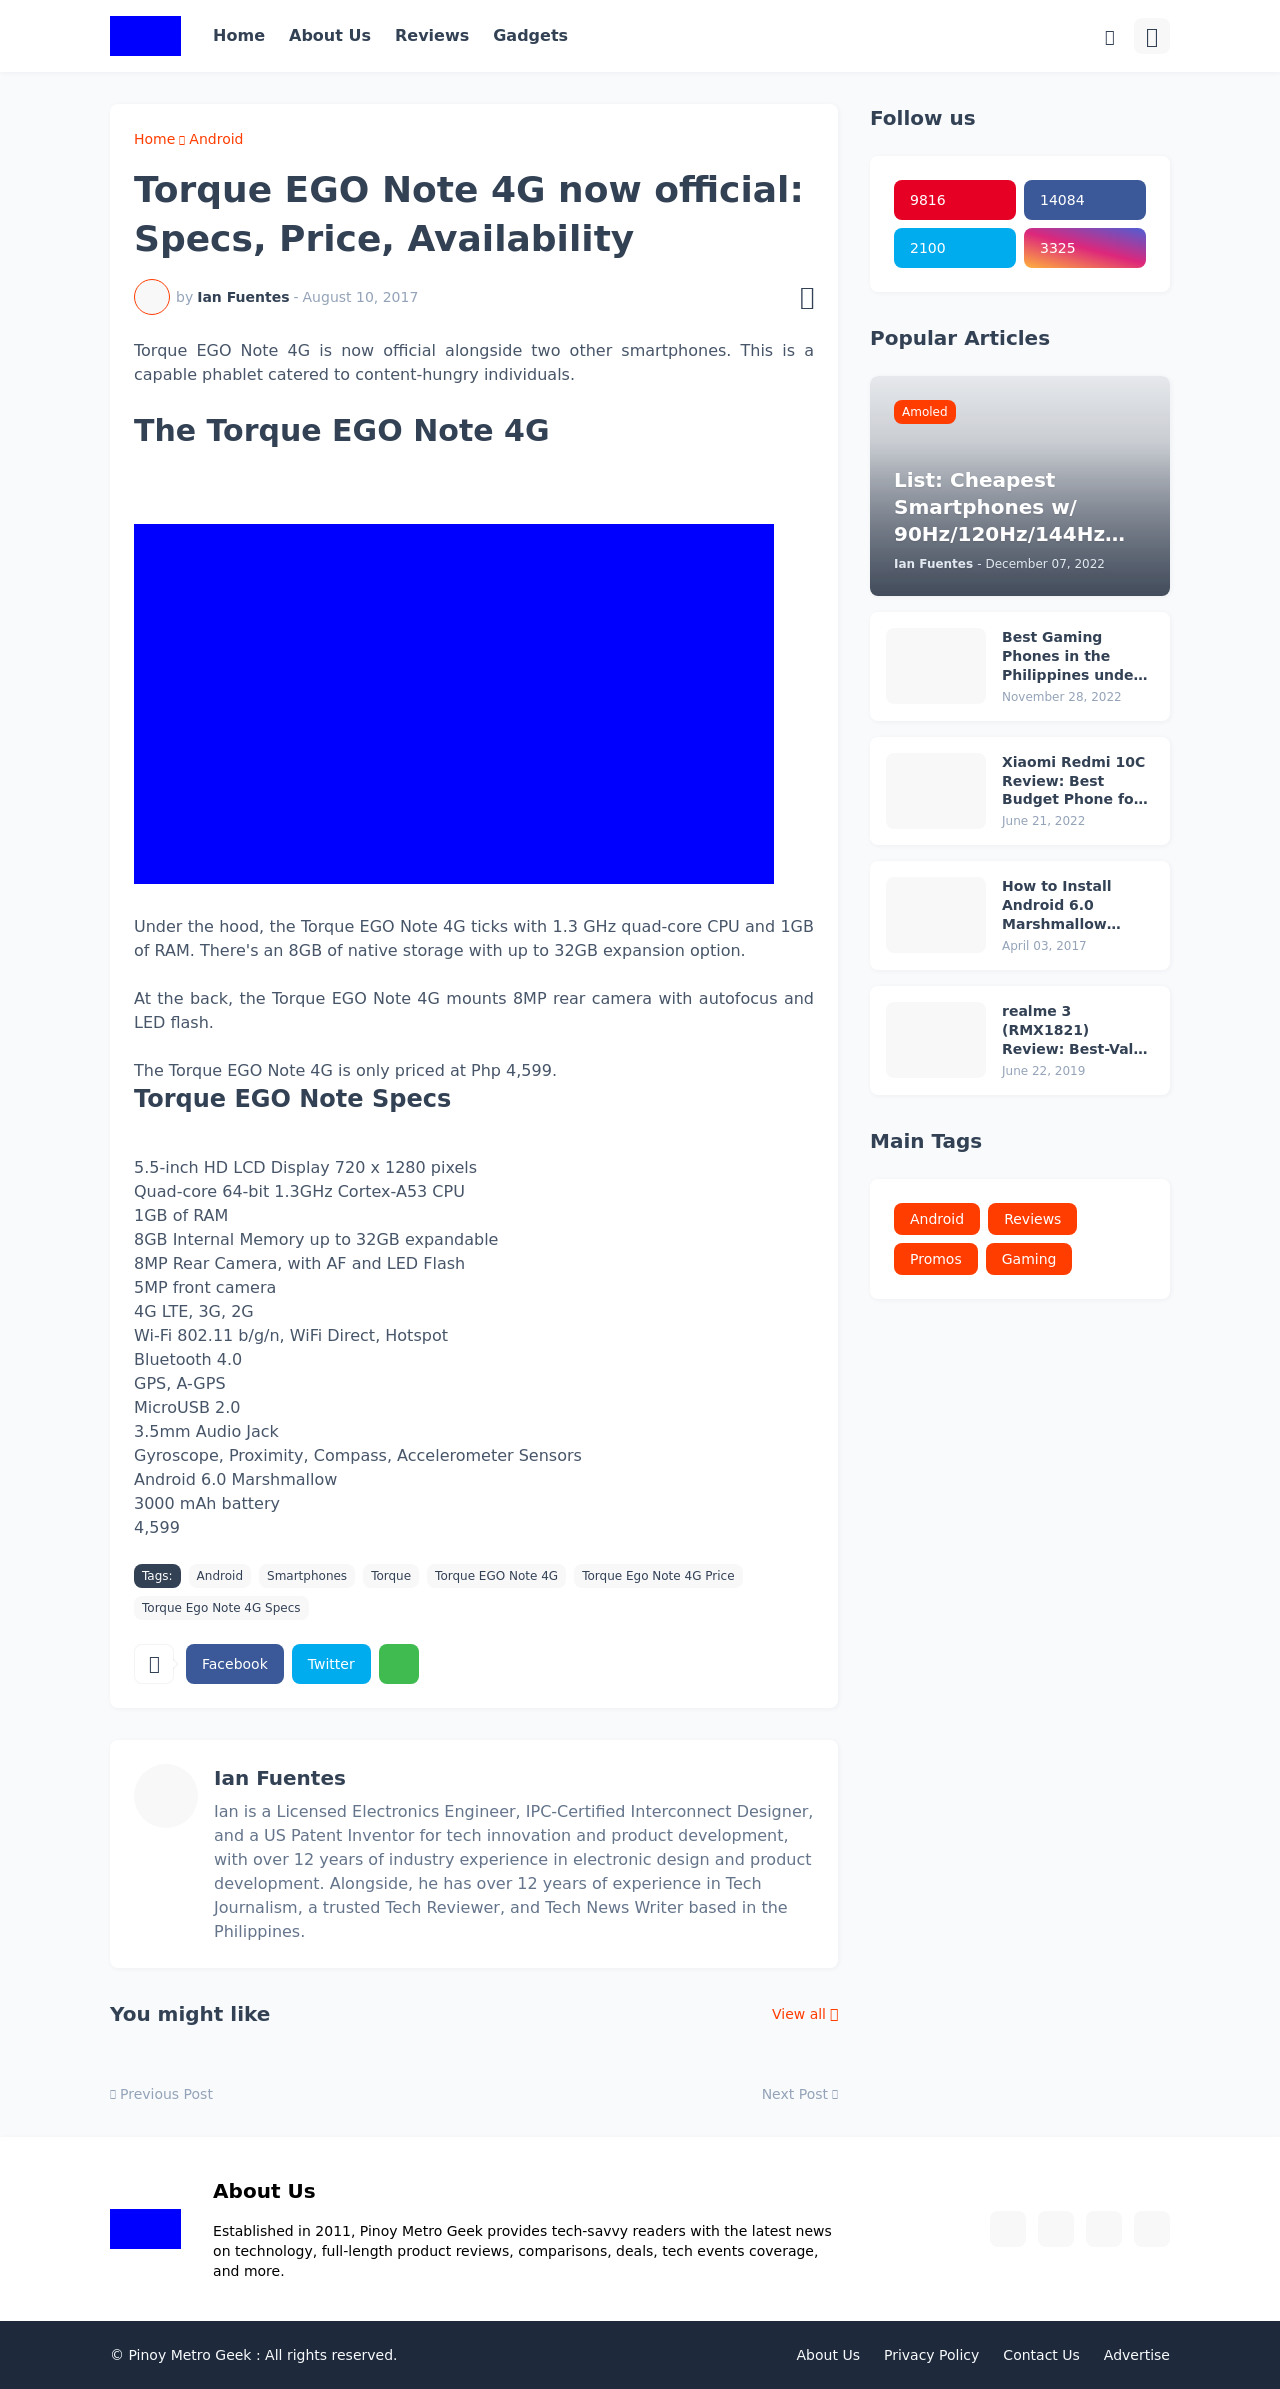 Home About Us Reviews Gadgets
Home Android
Torque EGO Note 4G now official:
Specs, Price, Availability
by Ian Fuentes - August 10, 2017
Torque EGO Note 4G is now official alongside two other smartphones. This is a
capable phablet catered to content-hungry individuals.
The Torque EGO Note 4G
Under the hood, the Torque EGO Note 4G ticks with 1.3 GHz quad-core CPU and 1GB
of RAM. There's an 8GB of native storage with up to 32GB expansion option.
At the back, the Torque EGO Note 4G mounts 8MP rear camera with autofocus and
LED flash.
The Torque EGO Note 4G is only priced at Php 4,599.
Torque EGO Note Specs
5.5-inch HD LCD Display 720 x 1280 pixels
Quad-core 64-bit 1.3GHz Cortex-A53 CPU
1GB of RAM
8GB Internal Memory up to 32GB expandable
8MP Rear Camera, with AF and LED Flash
5MP front camera
4G LTE, 3G, 2G
Wi-Fi 802.11 b/g/n, WiFi Direct, Hotspot
Bluetooth 4.0
GPS, A-GPS
MicroUSB 2.0
3.5mm Audio Jack
Gyroscope, Proximity, Compass, Accelerometer Sensors
Android 6.0 Marshmallow
3000 mAh battery
4,599
Tags: Android Smartphones Torque Torque EGO Note 4G Torque Ego Note 4G Price
Torque Ego Note 4G Specs
Facebook Twitter
Ian Fuentes
Ian is a Licensed Electronics Engineer, IPC-Certified Interconnect Designer,
and a US Patent Inventor for tech innovation and product development,
with over 12 years of industry experience in electronic design and product
development. Alongside, he has over 12 years of experience in Tech
Journalism, a trusted Tech Reviewer, and Tech News Writer based in the
Philippines.
You might like View all
Previous Post Next Post
Follow us
9816 14084
2100 3325
Popular Articles
Amoled
List: Cheapest
Smartphones w/
90Hz/120Hz/144Hz…
Ian Fuentes - December 07, 2022
Best Gaming
Phones in the
Philippines unde…
November 28, 2022
Xiaomi Redmi 10C
Review: Best
Budget Phone fo…
June 21, 2022
How to Install
Android 6.0
Marshmallow…
April 03, 2017
realme 3
(RMX1821)
Review: Best-Val…
June 22, 2019
Main Tags
Android Reviews
Promos Gaming
About Us
Established in 2011, Pinoy Metro Geek provides tech-savvy readers with the latest news
on technology, full-length product reviews, comparisons, deals, tech events coverage,
and more.
© Pinoy Metro Geek : All rights reserved. About Us Privacy Policy Contact Us Advertise